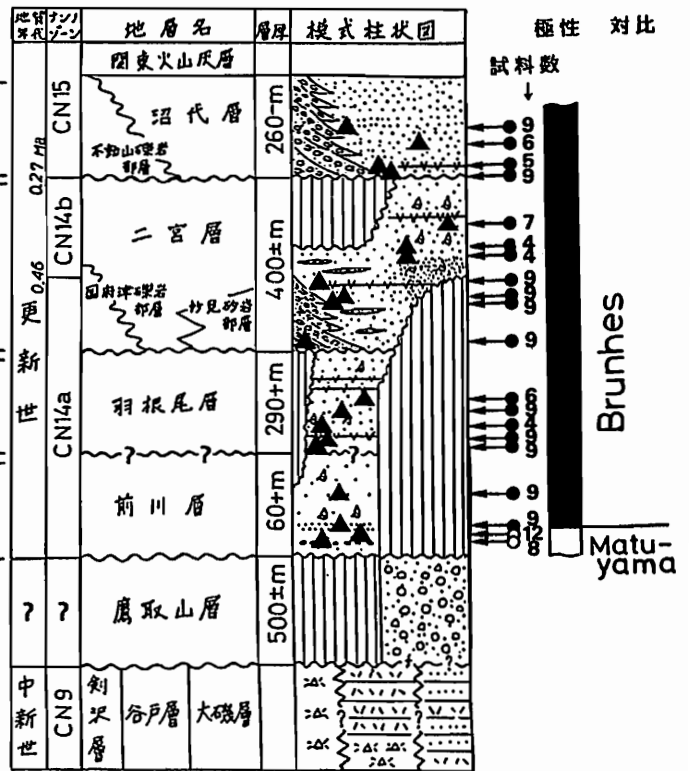 地質年代 ナンノゾーン 地層名 層厚 模式柱状図 極性 対比
試料数
関東火山灰層
更新世
CN15
沼代層
260-m
不動山礫岩部層
0.27 Ma
CN14b
二宮層
400±m
0.46
国府津礫岩部層
妙見砂岩部層
CN14a
羽根尾層
290+m
? ? ?
前川層
60+m
? ?
鷹取山層
500±m
中新世
CN9
剣沢層
谷戸層
大磯層
9
6
5
9
7
4
4
9
9
9
6
9
4
9
9
9
9
12
8
Brunhes
Matu-
yama